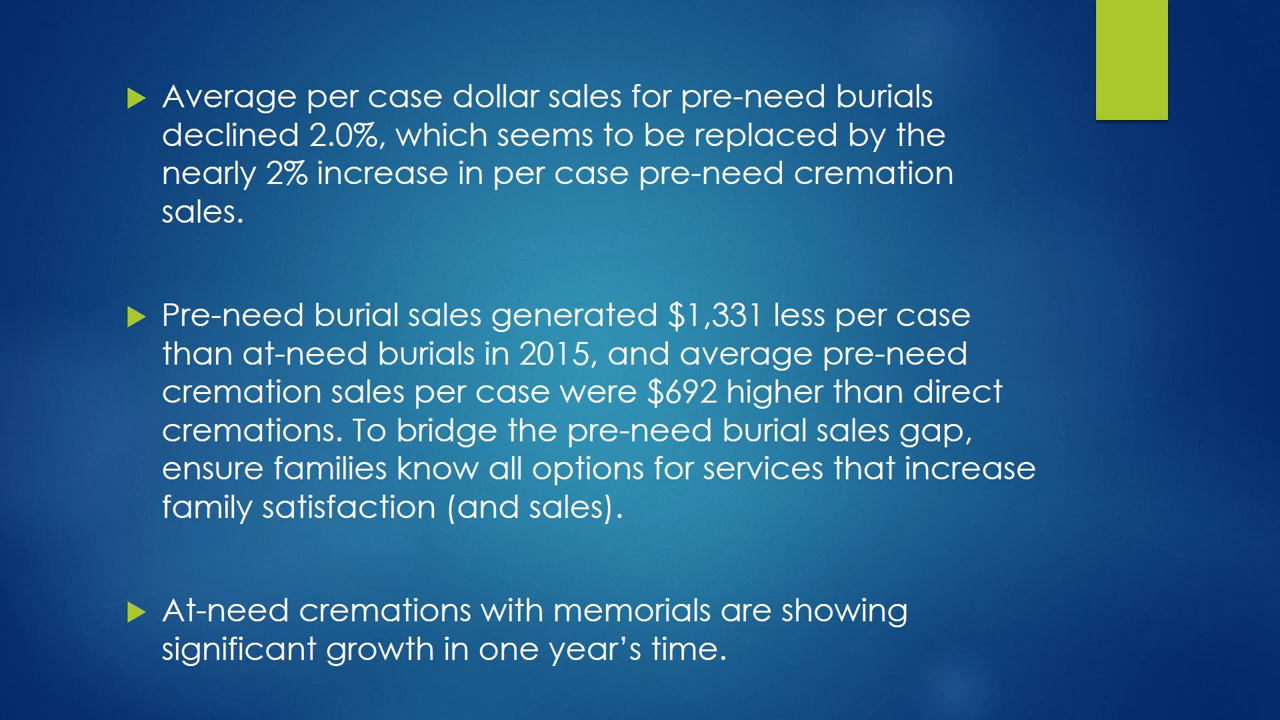 Average per case dollar sales for pre-need burials
declined 2.0%, which seems to be replaced by the
nearly 2% increase in per case pre-need cremation
sales.
Pre-need burial sales generated $1,331 less per case
than at-need burials in 2015, and average pre-need
cremation sales per case were $692 higher than direct
cremations. To bridge the pre-need burial sales gap,
ensure families know all options for services that increase
family satisfaction (and sales).
At-need cremations with memorials are showing
significant growth in one year’s time.